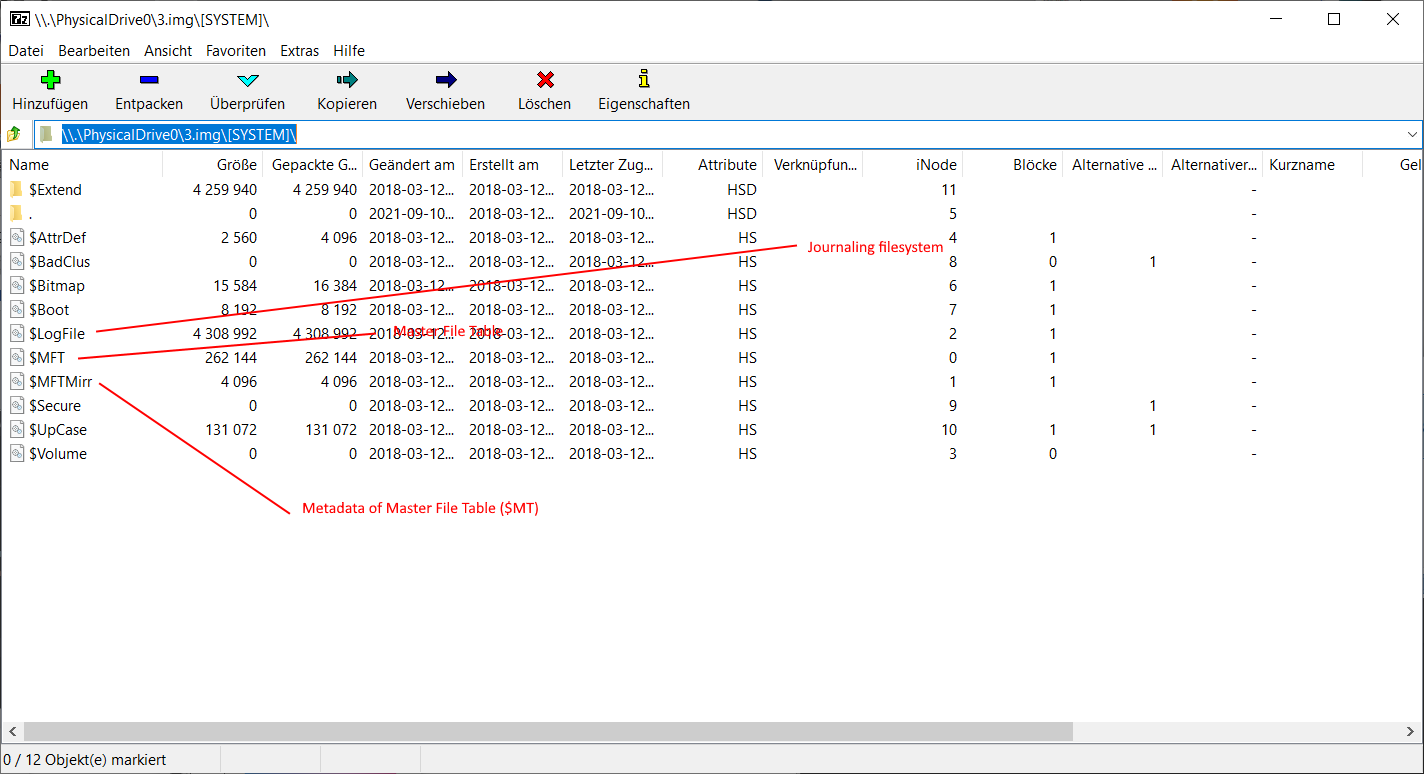 7z \\.\PhysicalDrive0\3.img\[SYSTEM]\
Datei Bearbeiten Ansicht Favoriten Extras Hilfe
Hinzufügen Entpacken Überprüfen Kopieren Verschieben Löschen Eigenschaften
\\.\PhysicalDrive0\3.img\[SYSTEM]\
Name Größe Gepackte G... Geändert am Erstellt am Letzter Zug... Attribute Verknüpfun... iNode Blöcke Alternative ... Alternativer... Kurzname Gel
$Extend 4 259 940 4 259 940 2018-03-12... 2018-03-12... 2018-03-12... HSD 11 -
. 0 0 2021-09-10... 2018-03-12... 2021-09-10... HSD 5 -
$AttrDef 2 560 4 096 2018-03-12... 2018-03-12... 2018-03-12... HS 4 1 -
Journaling filesystem
$BadClus 0 0 2018-03-12... 2018-03-12... 2018-03-12... HS 8 0 1 -
$Bitmap 15 584 16 384 2018-03-12... 2018-03-12... 2018-03-12... HS 6 1 -
$Boot 8 192 8 192 2018-03-12... 2018-03-12... 2018-03-12... HS 7 1 -
$LogFile 4 308 992 4 308 992 2018-03-12... 2018-03-12... 2018-03-12... HS 2 1 -
Master File Table
$MFT 262 144 262 144 2018-03-12... 2018-03-12... 2018-03-12... HS 0 1 -
$MFTMirr 4 096 4 096 2018-03-12... 2018-03-12... 2018-03-12... HS 1 1 -
$Secure 0 0 2018-03-12... 2018-03-12... 2018-03-12... HS 9 1 -
$UpCase 131 072 131 072 2018-03-12... 2018-03-12... 2018-03-12... HS 10 1 1 -
$Volume 0 0 2018-03-12... 2018-03-12... 2018-03-12... HS 3 0 -
Metadata of Master File Table ($MT)
0 / 12 Objekt(e) markiert